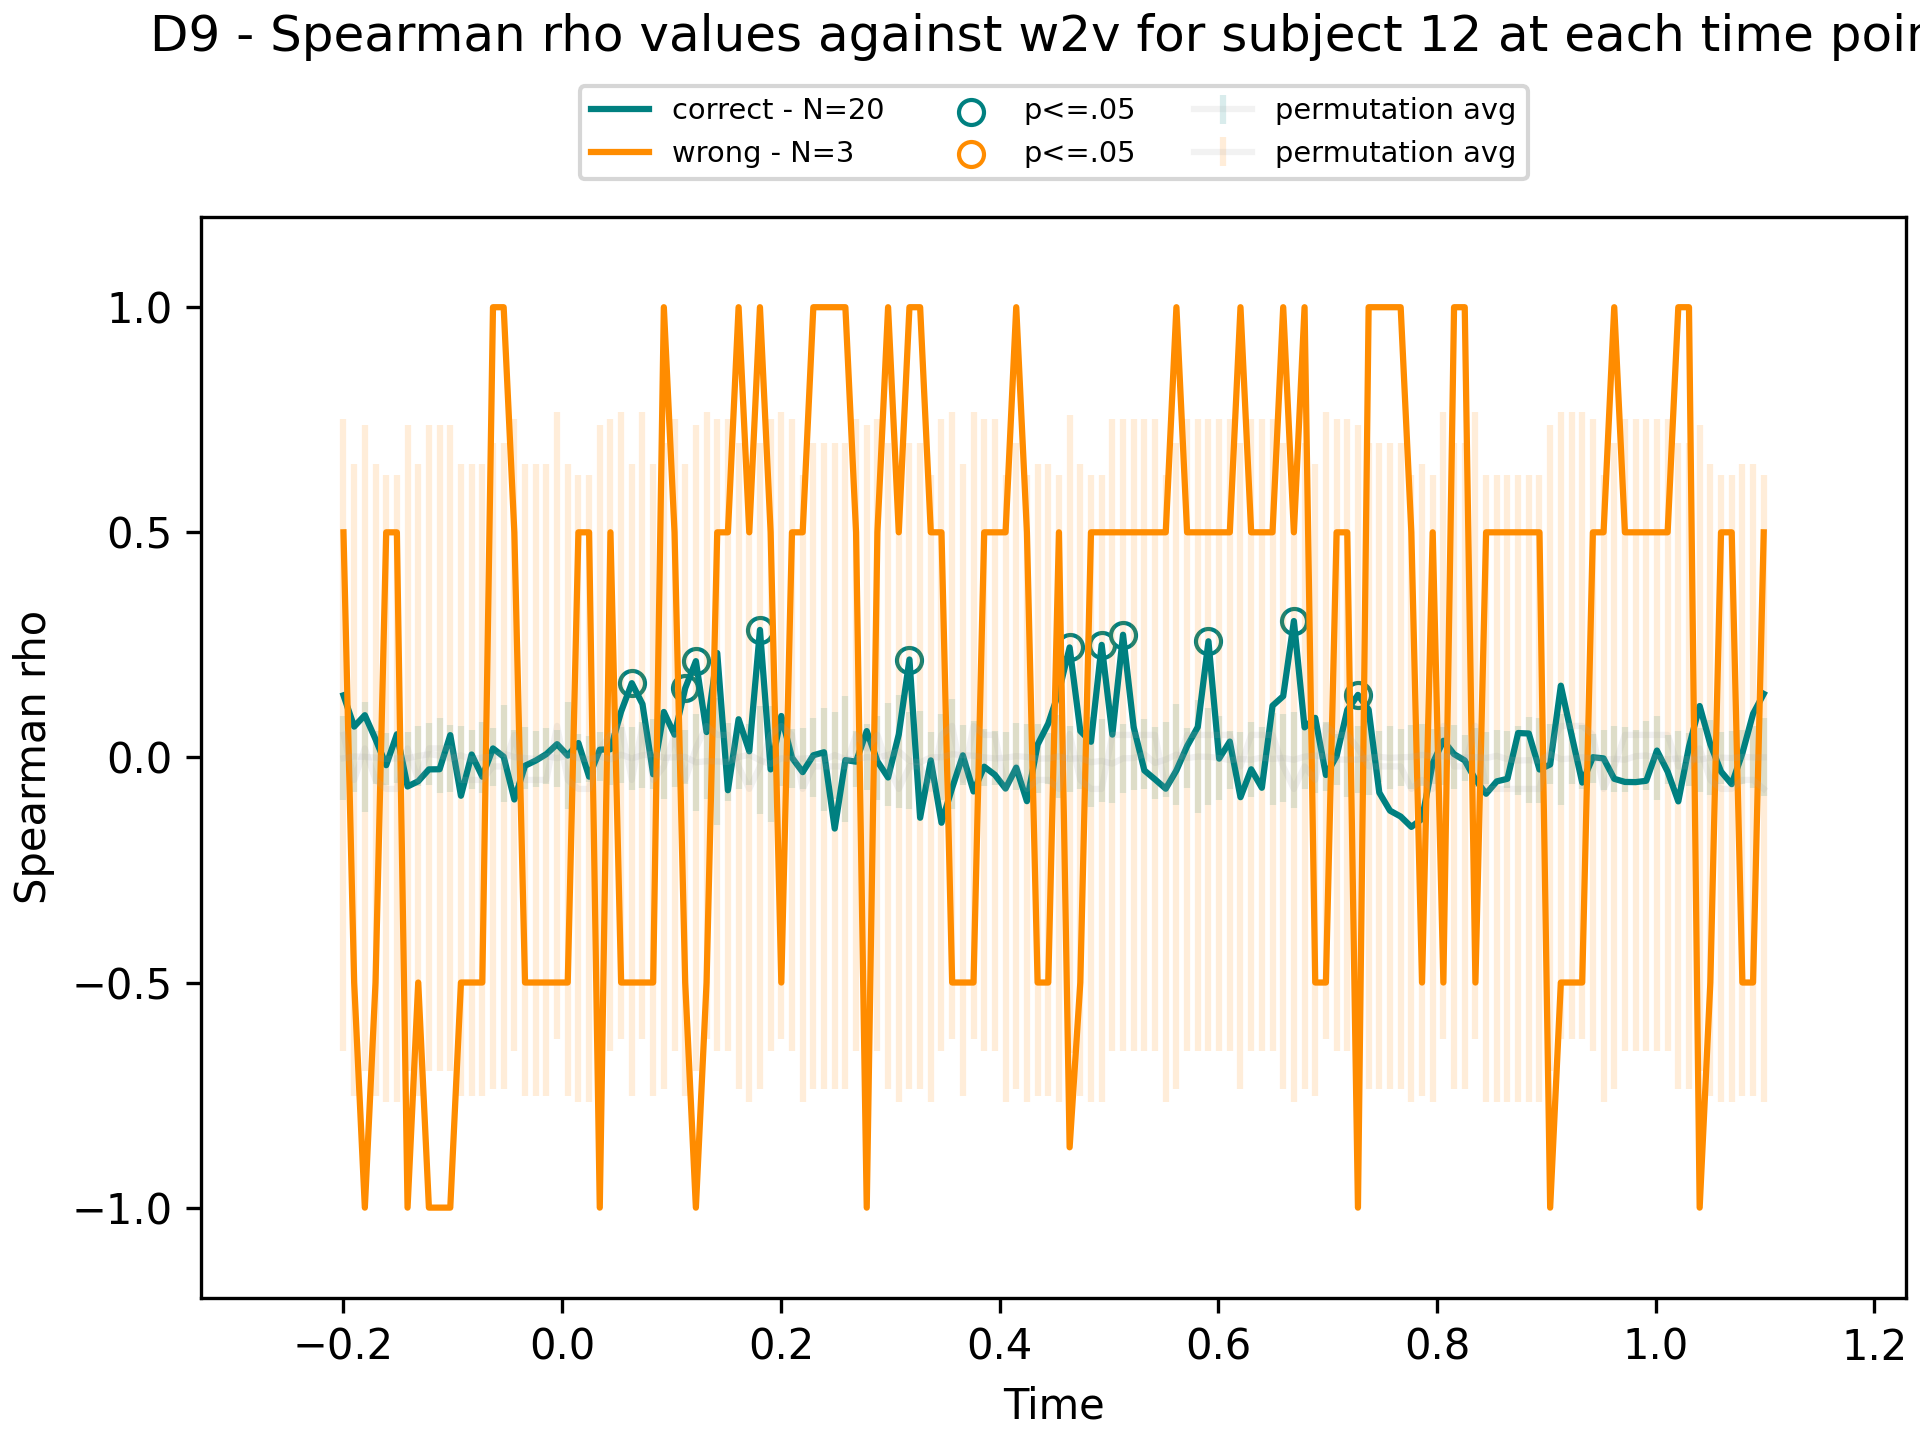 D9 - Spearman rho values against w2v for subject 12 at each time
correct - N=20 p<=.05 permutation avg
wrong - N=3 p<=.05 permutation avg
1.0
0.5
0.0
−0.5
−1.0
Spearman rho
−0.2 0.0 0.2 0.4 0.6 0.8 1.0 1.2
Time